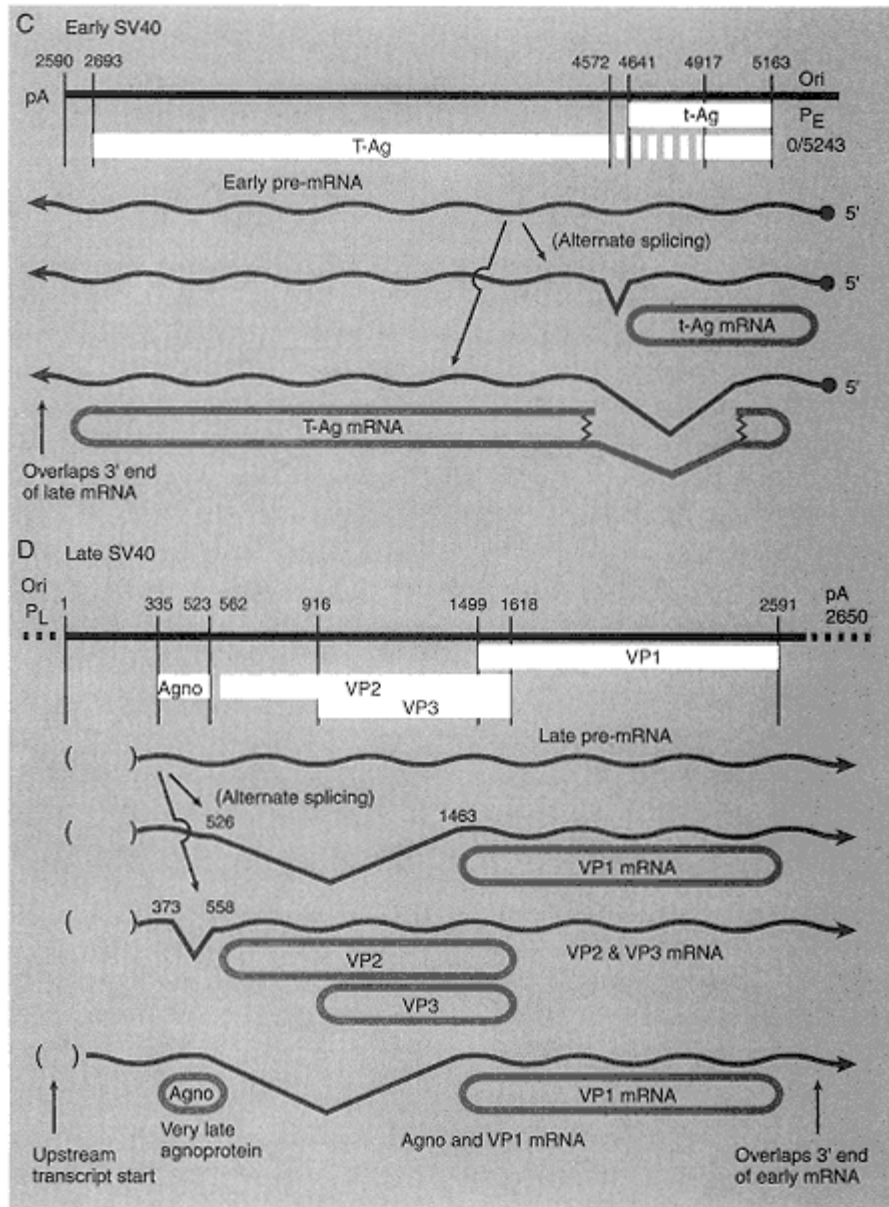 C Early SV40
2590 2693 4572 4641 4917 5163 Ori
pA t-Ag PE
T-Ag 0/5243
Early pre-mRNA
5'
(Alternate splicing)
5'
t-Ag mRNA
5'
T-Ag mRNA
Overlaps 3' end
of late mRNA
D Late SV40
Ori pA
PL 1 335 523 562 916 1499 1618 2591 2650
VP1
Agno VP2
VP3
Late pre-mRNA
( )
(Alternate splicing)
( ) 526 1463
VP1 mRNA
373 558
( )
VP2 & VP3 mRNA
VP2
VP3
( )
Agno VP1 mRNA
Very late
agnoprotein
Agno and VP1 mRNA
Upstream
transcript start
Overlaps 3' end
of early mRNA